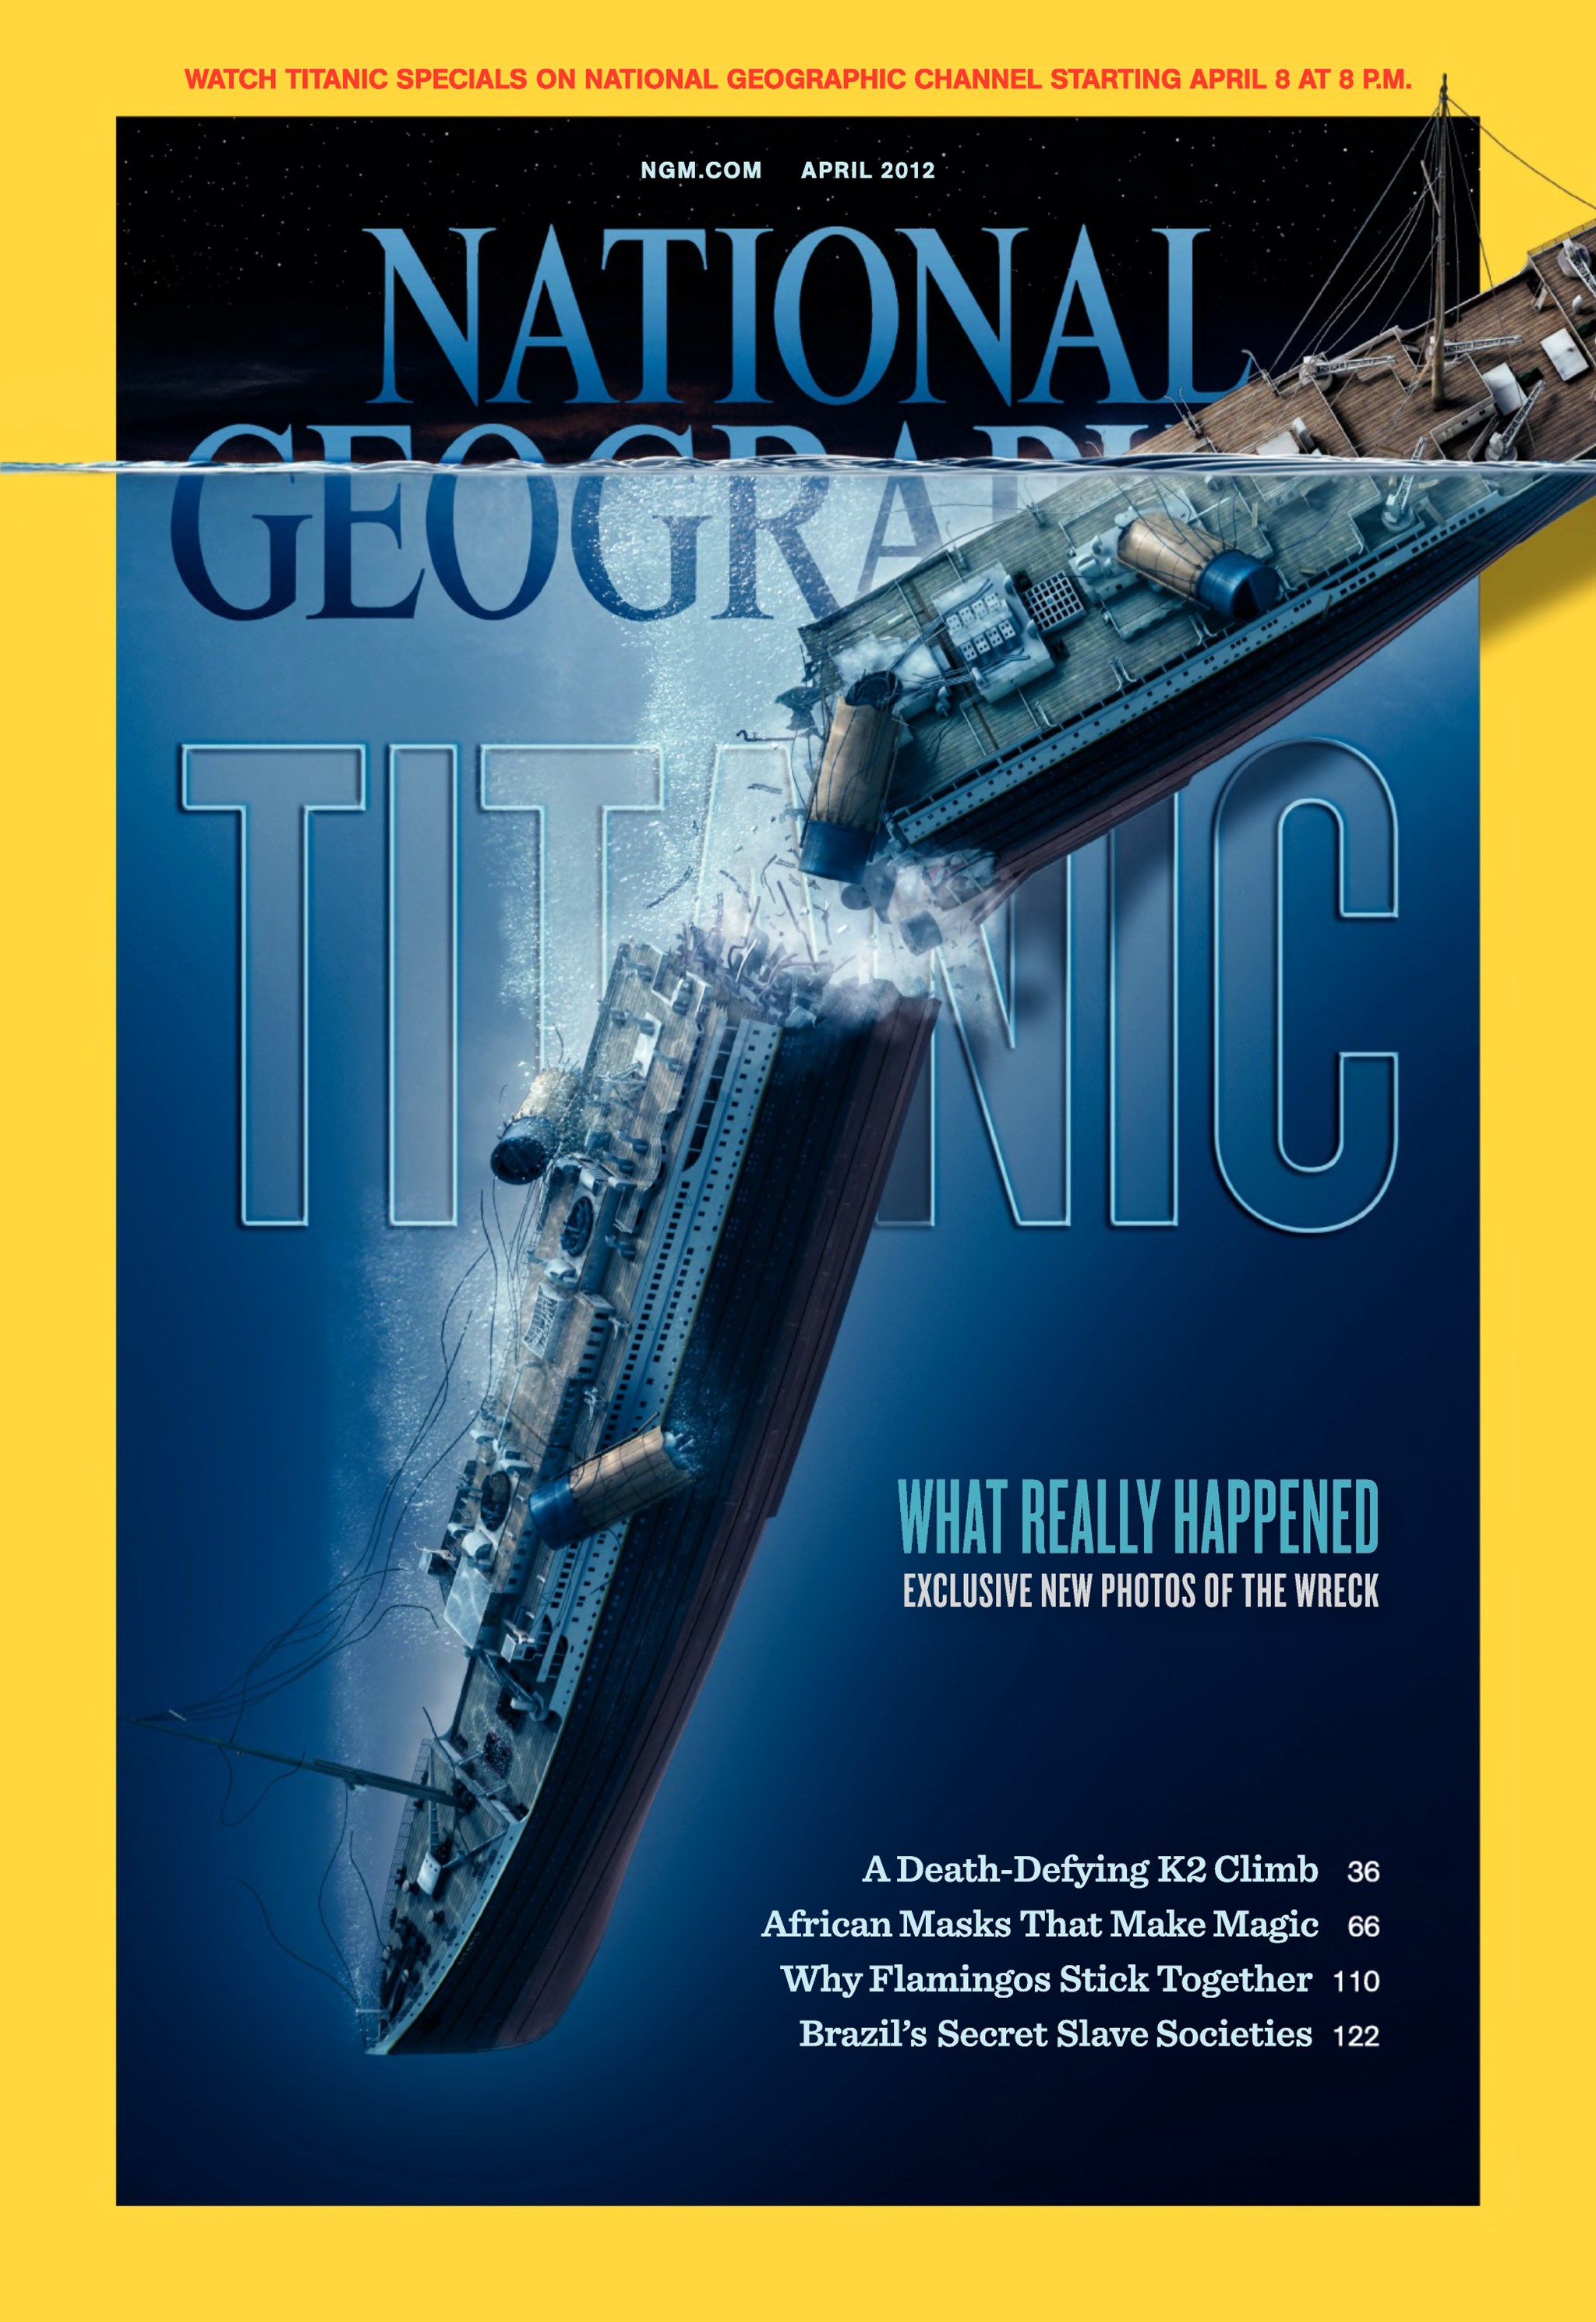 WATCH TITANIC SPECIALS ON NATIONAL GEOGRAPHIC CHANNEL STARTING APRIL 8 AT 8 P.M.
NGM.COM APRIL 2012
NATIONAL
GEOGRAPH
TITANIC
WHAT REALLY HAPPENED
EXCLUSIVE NEW PHOTOS OF THE WRECK
A Death-Defying K2 Climb 36
African Masks That Make Magic 66
Why Flamingos Stick Together 110
Brazil's Secret Slave Societies 122